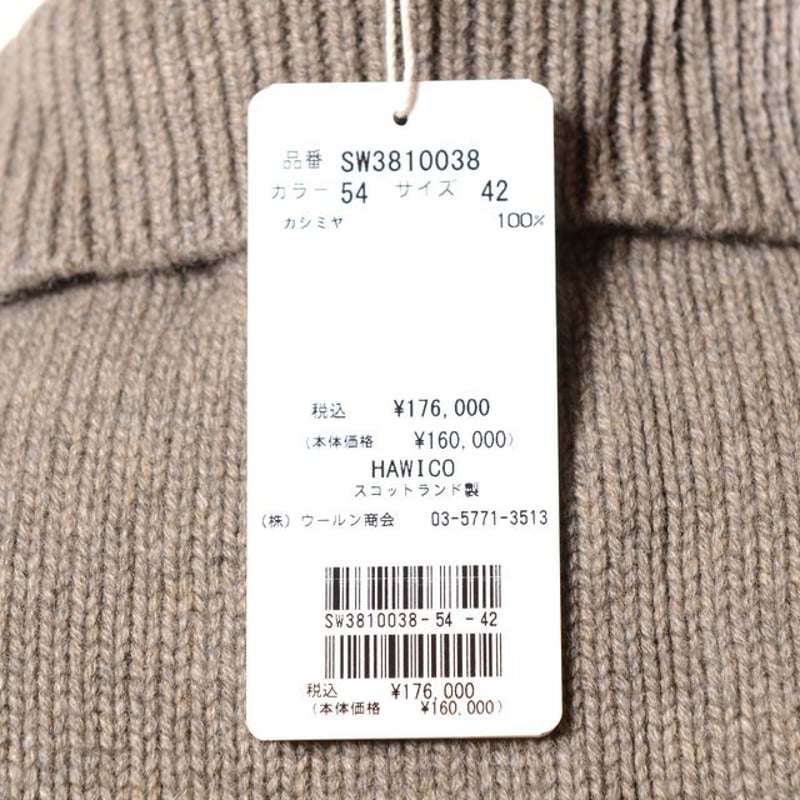 品番 SW3810038
カラー 54 サイズ 42
カシミヤ 100%
税込 ¥176,000
(本体価格 ¥160,000)
HAWICO
スコットランド製
(株)ウールン商会 03-5771-3513
SW3810038-54 -42
税込 ¥176,000
(本体価格 ¥160,000)